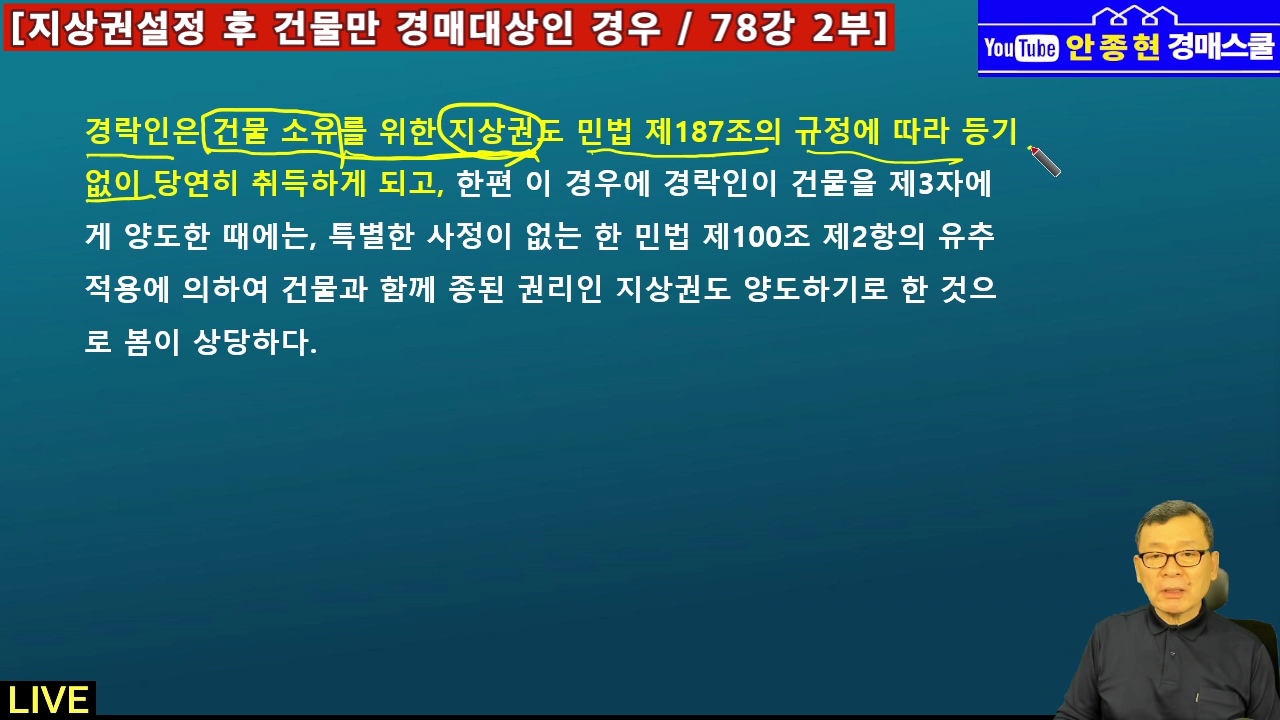 [지상권설정 후 건물만 경매대상인 경우 / 78강 2부]
YouTube 안종현 경매스쿨
경락인은 건물 소유를 위한 지상권도 민법 제187조의 규정에 따라 등기
없이 당연히 취득하게 되고, 한편 이 경우에 경락인이 건물을 제3자에
게 양도한 때에는, 특별한 사정이 없는 한 민법 제100조 제2항의 유추
적용에 의하여 건물과 함께 종된 권리인 지상권도 양도하기로 한 것으
로 봄이 상당하다.
LIVE